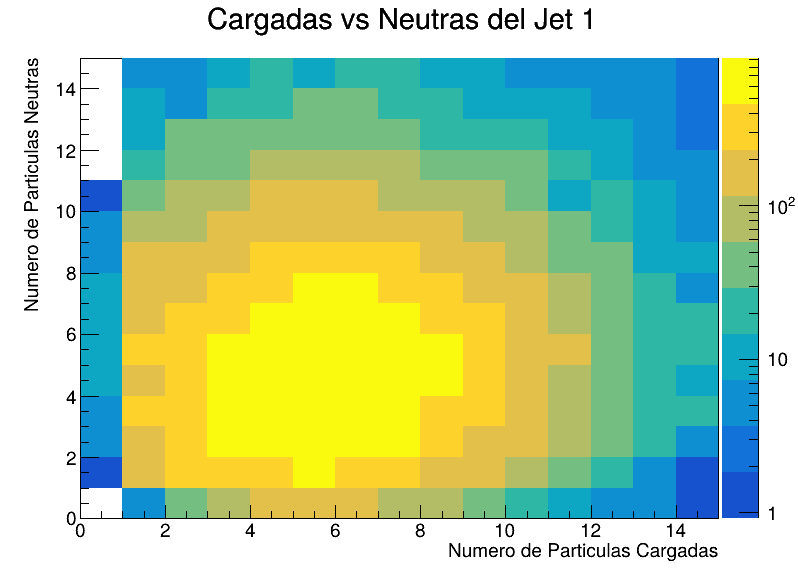 Cargadas vs Neutras del Jet 1
Numero de Particulas Neutras
14
12
10
8
6
4
2
0
0 2 4 6 8 10 12 14
Numero de Particulas Cargadas
10²
10
1